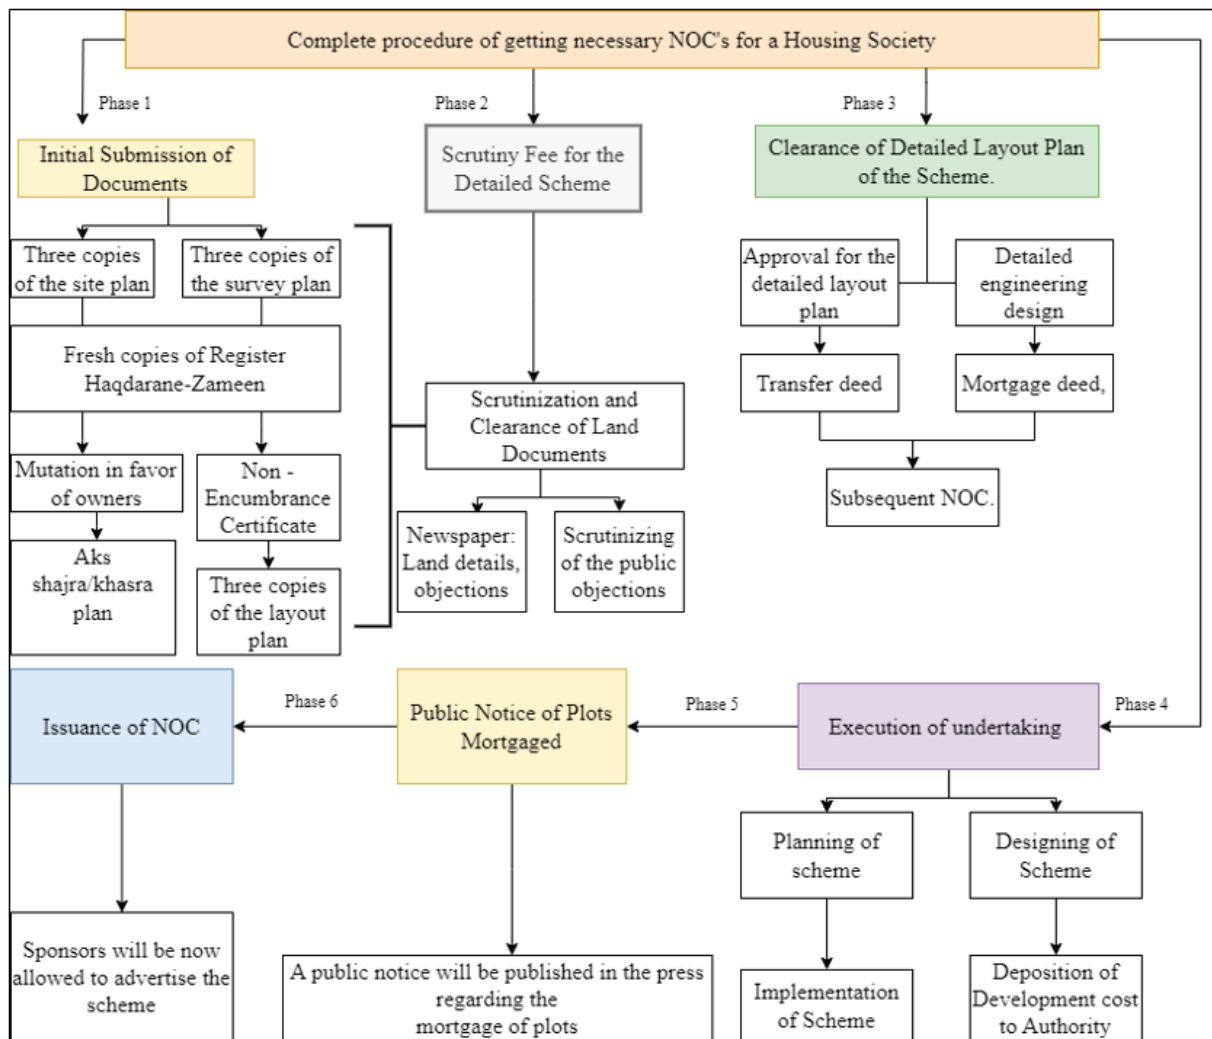 Complete procedure of getting necessary NOC's for a Housing Society
Phase 1
Phase 2
Phase 3
Initial Submission of
Documents
Scrutiny Fee for the
Detailed Scheme
Clearance of Detailed Layout Plan
of the Scheme.
Three copies
of the site plan
Three copies of
the survey plan
Approval for the
detailed layout
plan
Detailed
engineering
design
Fresh copies of Register
Haqdarane-Zameen
Transfer deed
Mortgage deed,
Scrutinization and
Clearance of Land
Documents
Mutation in favor
of owners
Non -
Encumbrance
Certificate
Subsequent NOC.
Newspaper:
Land details,
objections
Scrutinizing
of the public
objections
Aks
shajra/khasra
plan
Three copies
of the layout
plan
Issuance of NOC
Phase 6
Public Notice of Plots
Mortgaged
Phase 5
Execution of undertaking
Phase 4
Planning of
scheme
Designing of
Scheme
Sponsors will be now
allowed to advertise the
scheme
A public notice will be published in the press
regarding the
mortgage of plots
Implementation
of Scheme
Deposition of
Development cost
to Authority